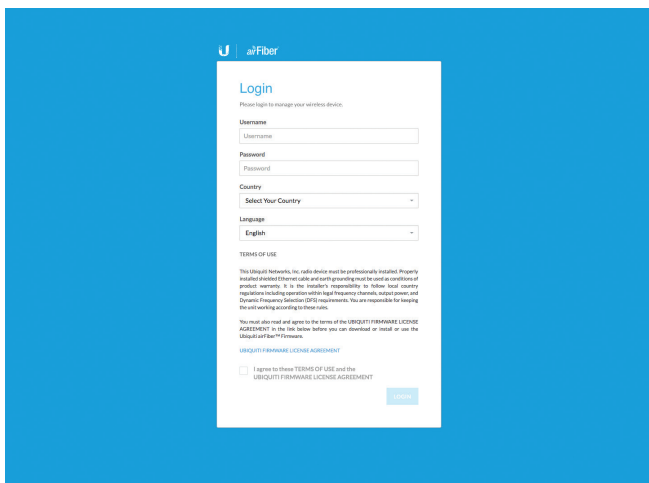 airFiber
Login
Please login to manage your wireless device.
Username
Username
Password
Password
Country
Select Your Country
Language
English
TERMS OF USE
This Ubiquiti Networks, Inc. radio device must be professionally installed. Properly
installed shielded Ethernet cable and earth grounding must be used as conditions of
product warranty. It is the installer's responsibility to follow local country
regulations including operation within legal frequency channels, output power, and
Dynamic Frequency Selection (DFS) requirements. You are responsible for keeping
the unit working according to these rules.
You must also read and agree to the terms of the UBIQUITI FIRMWARE LICENSE
AGREEMENT in the link below before you can download or install or use the
Ubiquiti airFiber™ Firmware.
UBIQUITI FIRMWARE LICENSE AGREEMENT
I agree to these TERMS OF USE and the
UBIQUITI FIRMWARE LICENSE AGREEMENT
LOGIN